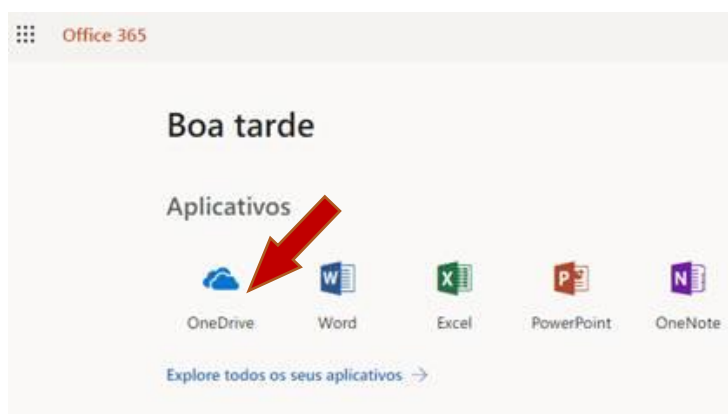 Office 365
Boa tarde
Aplicativos
OneDrive Word Excel PowerPoint OneNote
Explore todos os seus aplicativos →